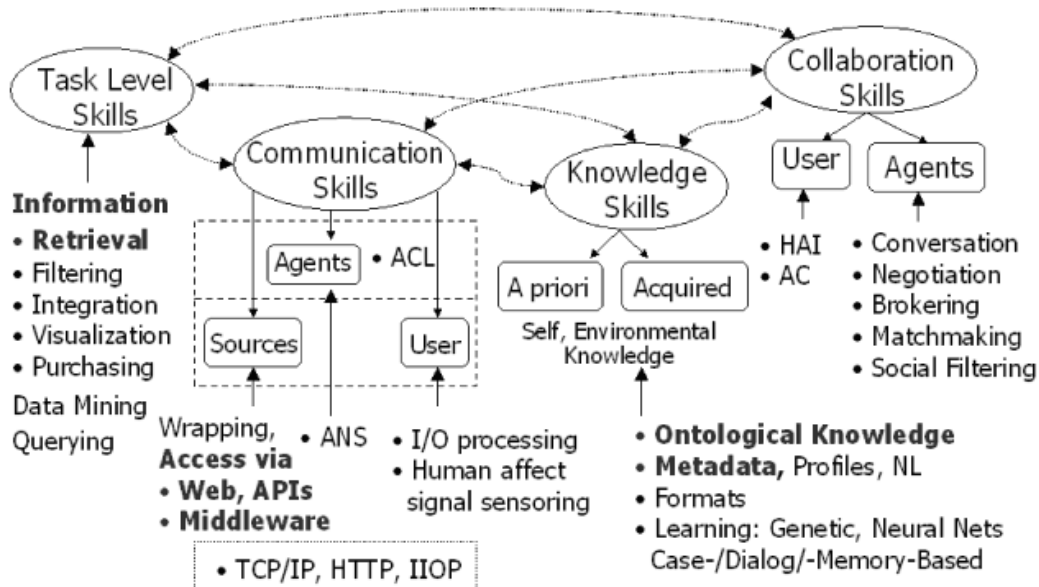 Task Level
Skills
Collaboration
Skills
Communication
Skills
Knowledge
Skills
User
Agents
Information
• Retrieval
• Filtering
• Integration
• Visualization
• Purchasing
Data Mining
Querying
Agents
• ACL
Sources
User
A priori
Acquired
Self, Environmental
Knowledge
• HAI
• AC
• Conversation
• Negotiation
• Brokering
• Matchmaking
• Social Filtering
Wrapping,
Access via
• Web, APIs
• Middleware
• ANS
• I/O processing
• Human affect
signal sensoring
• Ontological Knowledge
• Metadata, Profiles, NL
• Formats
• Learning: Genetic, Neural Nets
Case-/Dialog/-Memory-Based
• TCP/IP, HTTP, IIOP